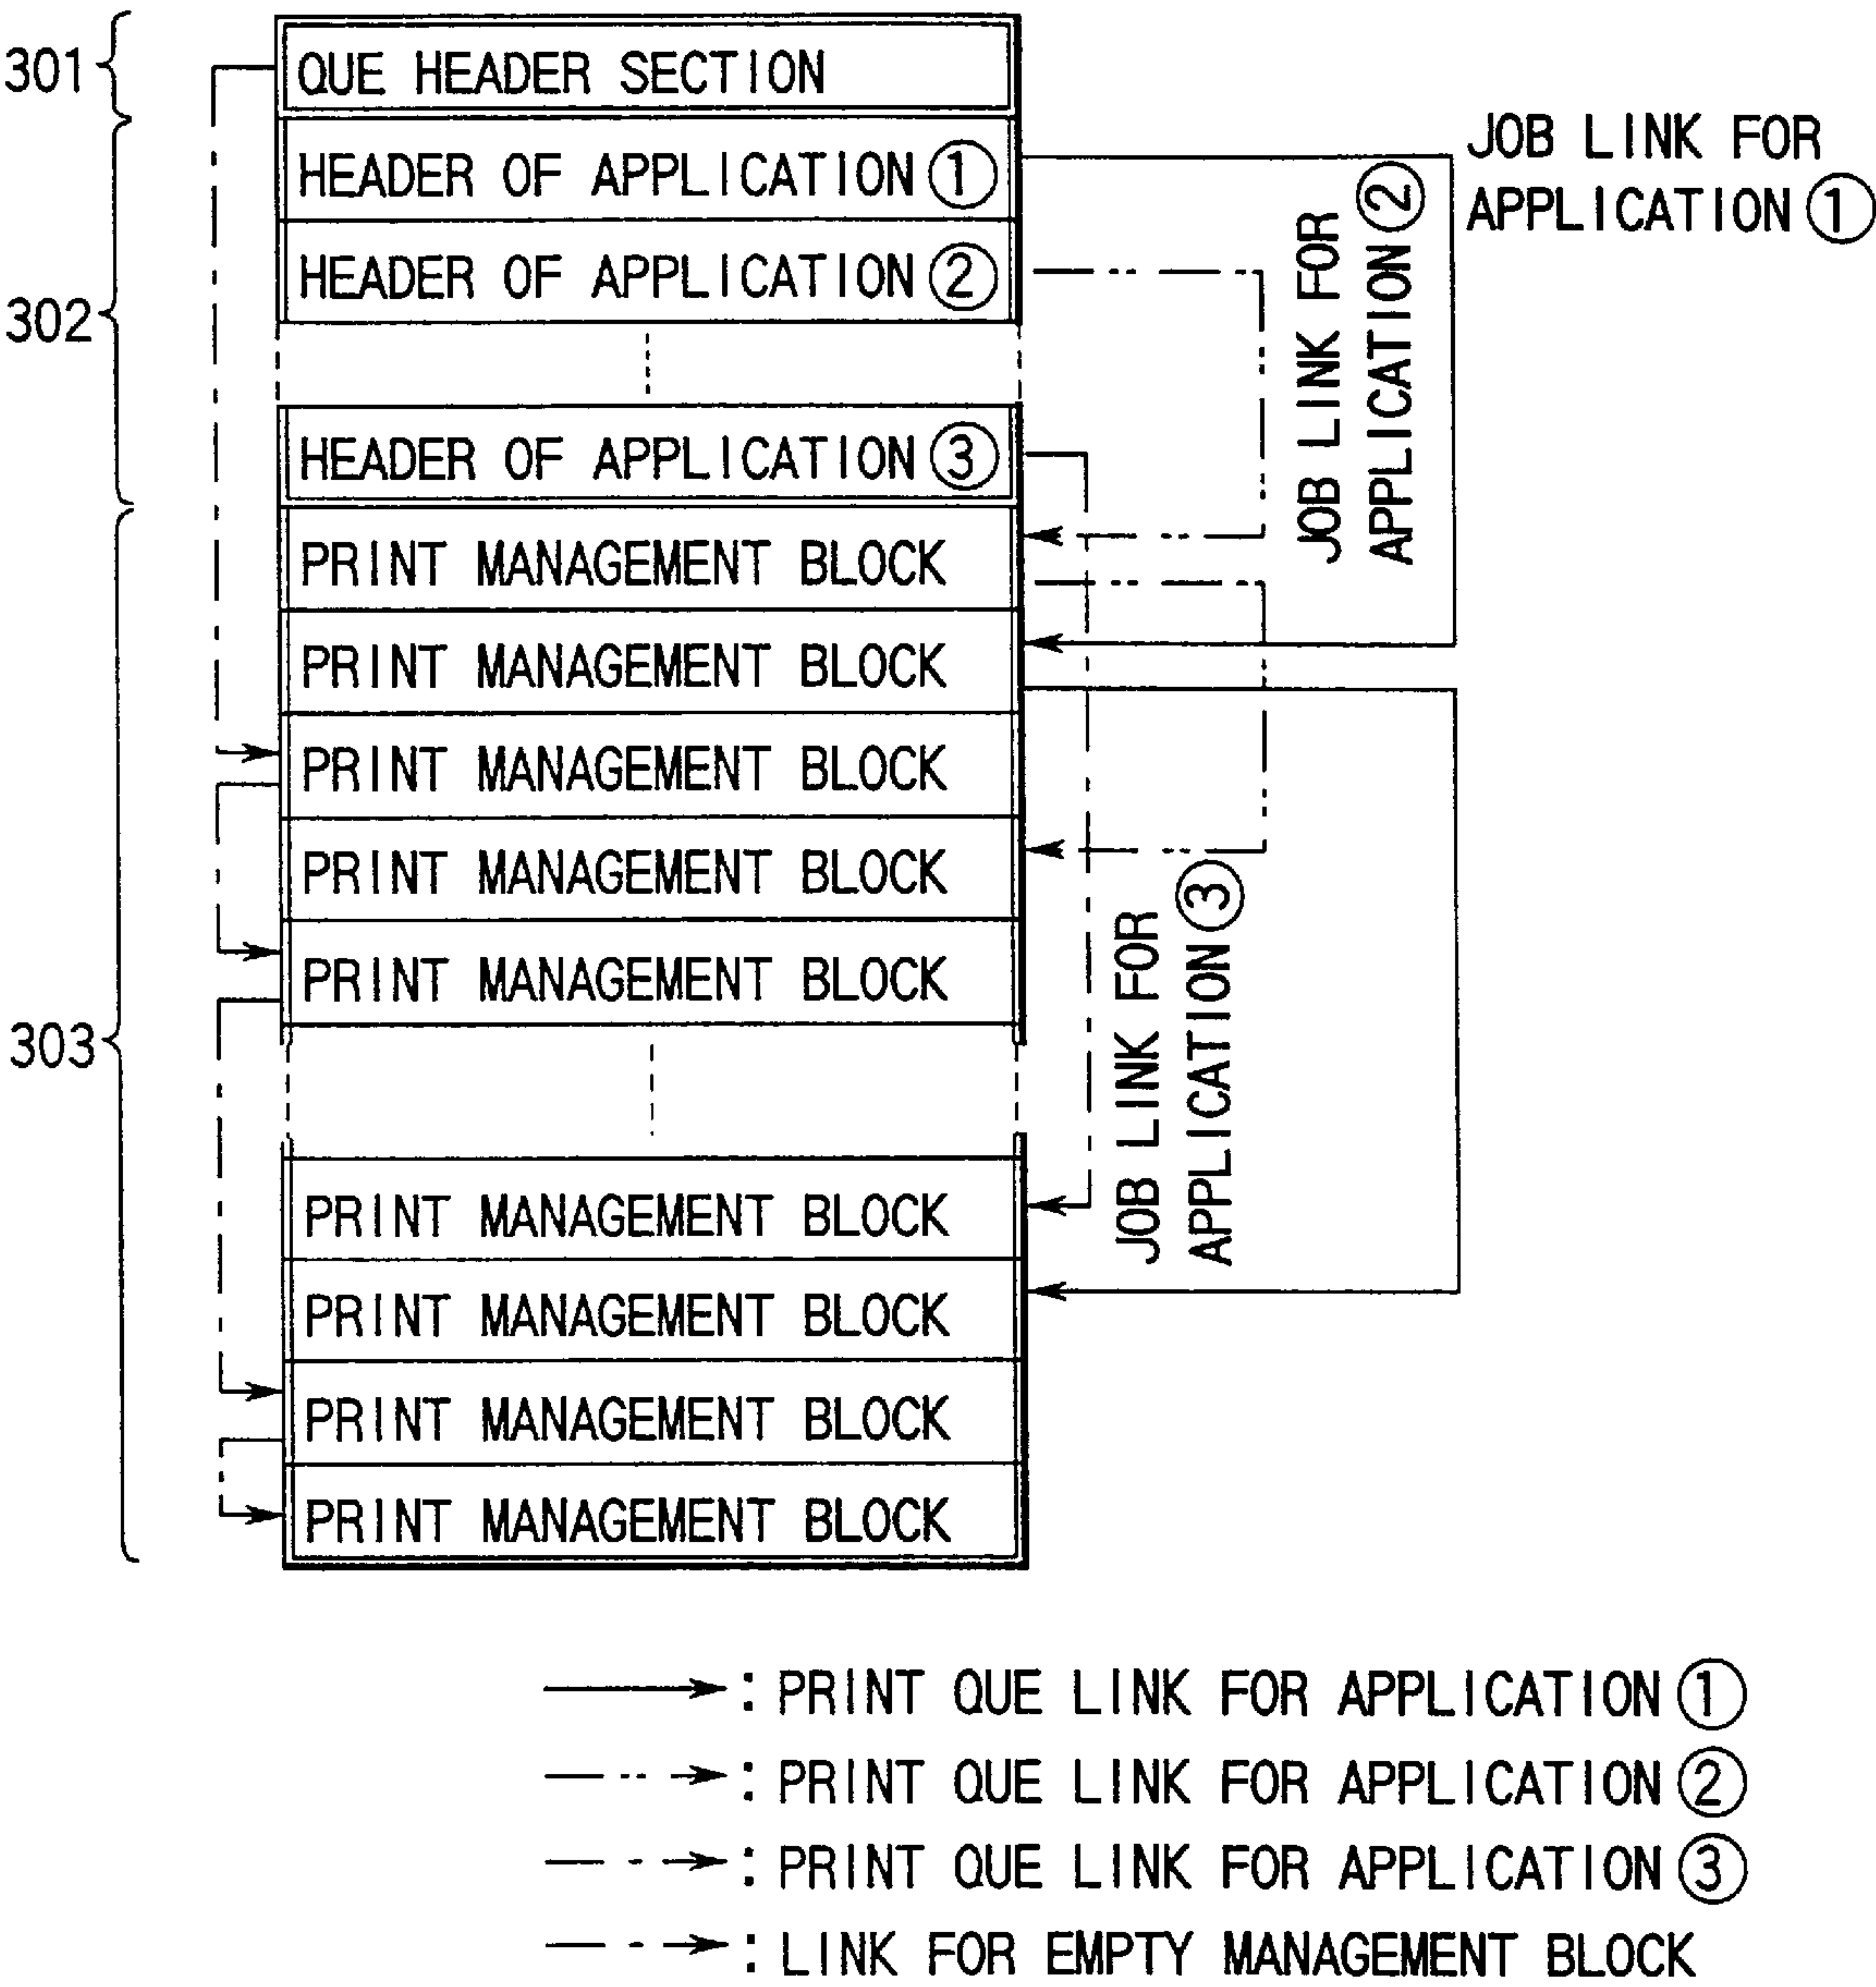 301
QUE HEADER SECTION
302
HEADER OF APPLICATION ①
HEADER OF APPLICATION ②
HEADER OF APPLICATION ③
JOB LINK FOR
APPLICATION ①
JOB LINK FOR
APPLICATION ②
303
PRINT MANAGEMENT BLOCK
PRINT MANAGEMENT BLOCK
PRINT MANAGEMENT BLOCK
PRINT MANAGEMENT BLOCK
PRINT MANAGEMENT BLOCK
JOB LINK FOR
APPLICATION ③
PRINT MANAGEMENT BLOCK
PRINT MANAGEMENT BLOCK
PRINT MANAGEMENT BLOCK
PRINT MANAGEMENT BLOCK
: PRINT QUE LINK FOR APPLICATION ①
: PRINT QUE LINK FOR APPLICATION ②
: PRINT QUE LINK FOR APPLICATION ③
: LINK FOR EMPTY MANAGEMENT BLOCK